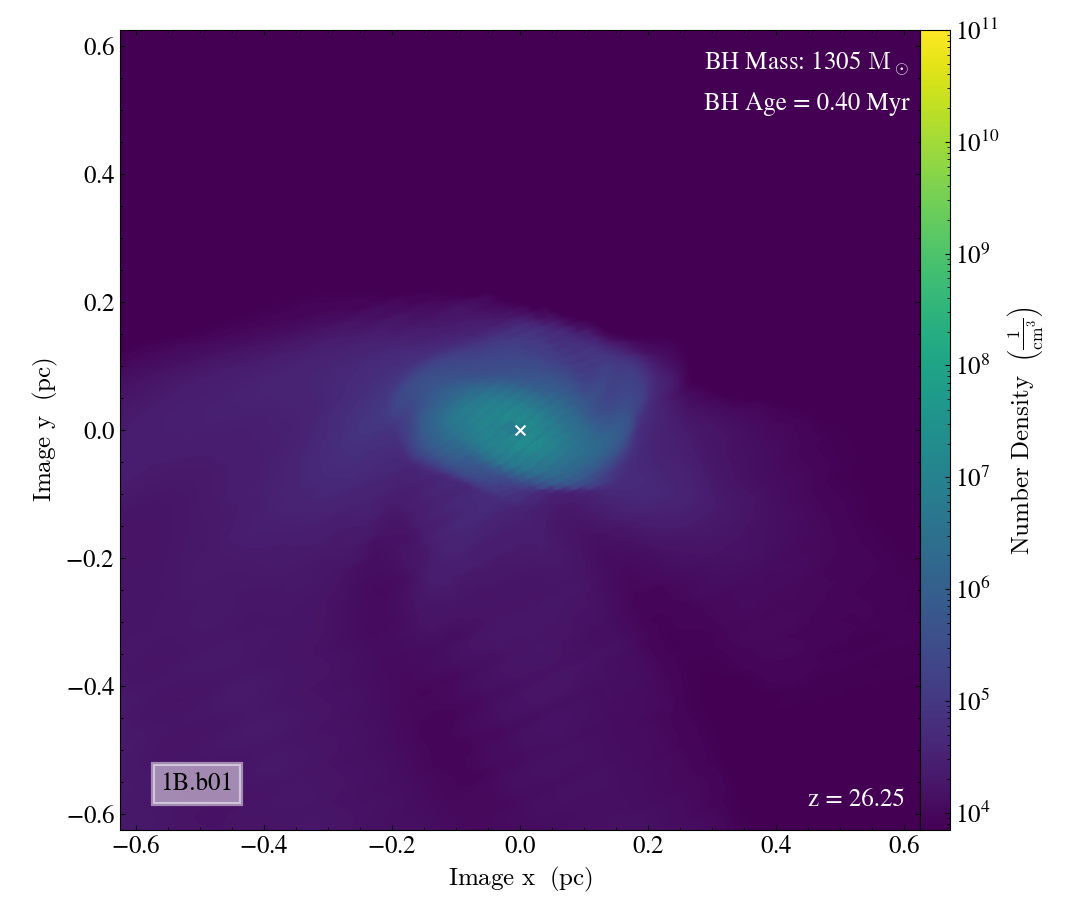 BH Mass: 1305 M☉
BH Age = 0.40 Myr
1B.b01
z = 26.25
0.6
0.4
0.2
0.0
−0.2
−0.4
−0.6
Image y (pc)
−0.6 −0.4 −0.2 0.0 0.2 0.4 0.6
Image x (pc)
10¹¹
10¹⁰
10⁹
10⁸
10⁷
10⁶
10⁵
10⁴
Number Density (1/cm³)